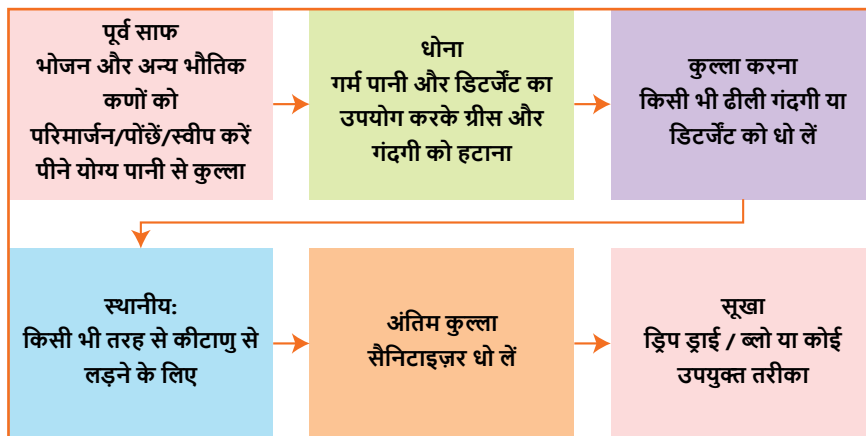 पूर्व साफ
भोजन और अन्य भौतिक
कणों को
परिमार्जन/पोंछें/स्वीप करें
पीने योग्य पानी से कुल्ला
धोना
गर्म पानी और डिटर्जेंट का
उपयोग करके ग्रीस और
गंदगी को हटाना
कुल्ला करना
किसी भी ढीली गंदगी या
डिटर्जेंट को धो लें
स्थानीय:
किसी भी तरह से कीटाणु से
लड़ने के लिए
अंतिम कुल्ला
सैनिटाइज़र धो लें
सूखा
ड्रिप ड्राई / ब्लो या कोई
उपयुक्त तरीका